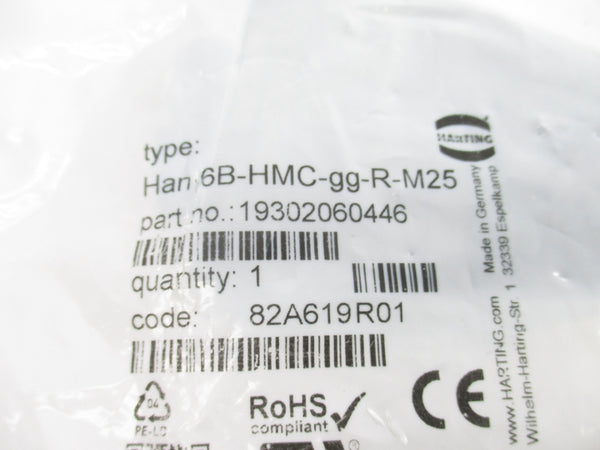 HARTING
type:
Han 6B-HMC-gg-R-M25
part no.:19302060446
quantity: 1
code: 82A619R01
04
PE-LD
RoHS
compliant
CE
www.HARTING.com Made in Germany
Wilhelm-Harting-Str 1 32339 Espelkamp